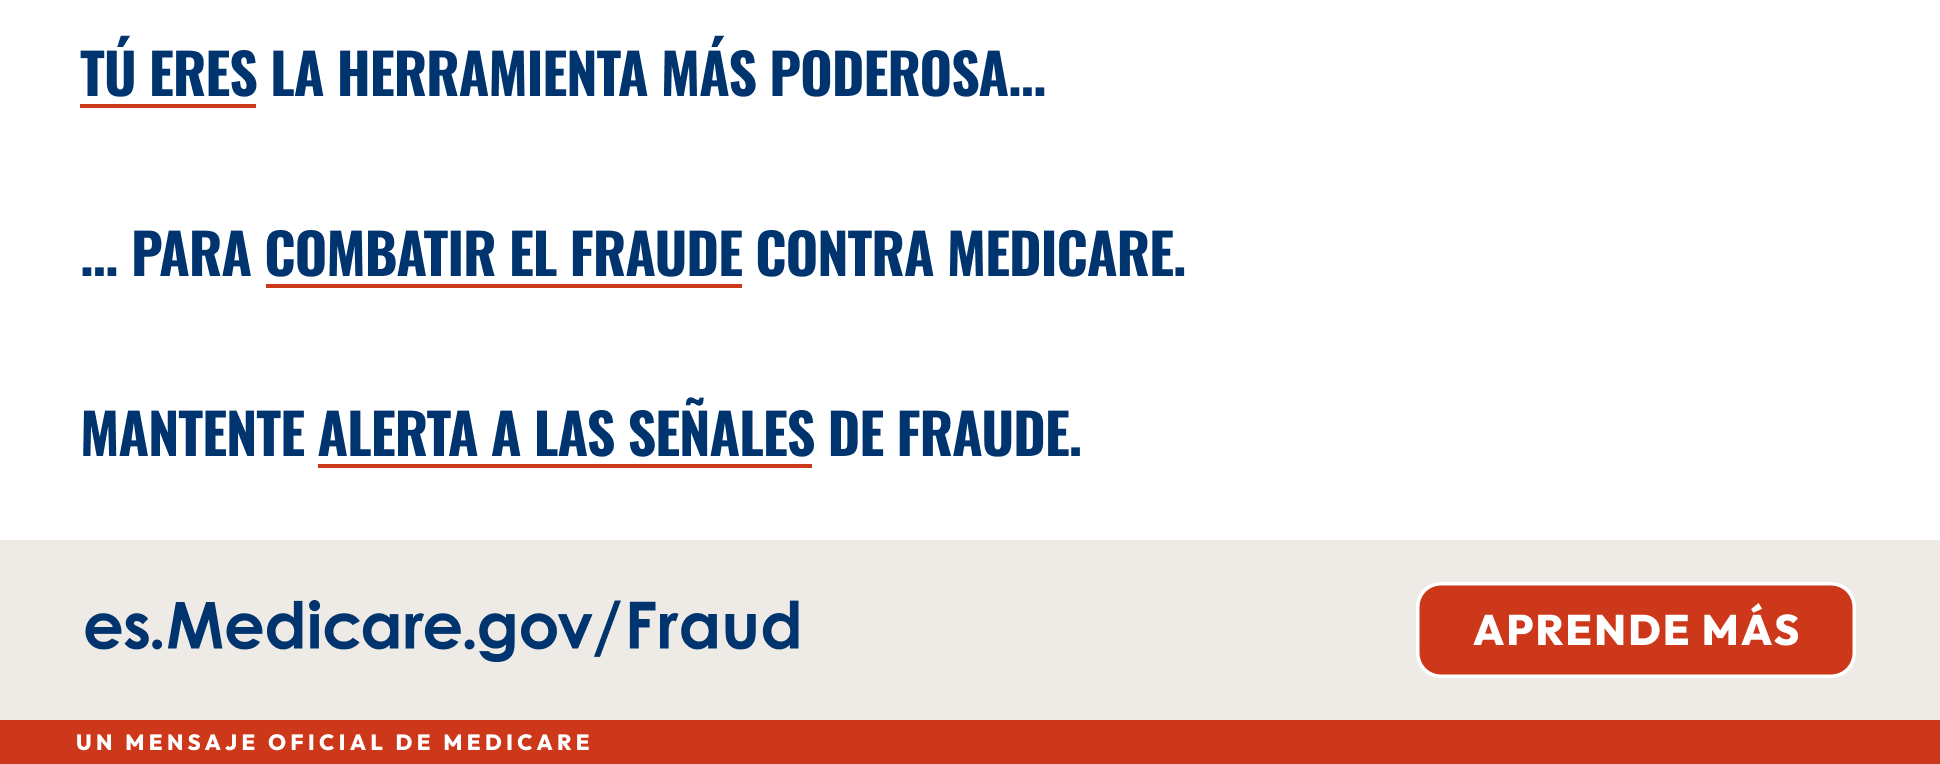 TÚ ERES LA HERRAMIENTA MÁS PODEROSA...
... PARA COMBATIR EL FRAUDE CONTRA MEDICARE.
MANTENTE ALERTA A LAS SEÑALES DE FRAUDE.
es.Medicare.gov/Fraud
APRENDE MÁS
UN MENSAJE OFICIAL DE MEDICARE